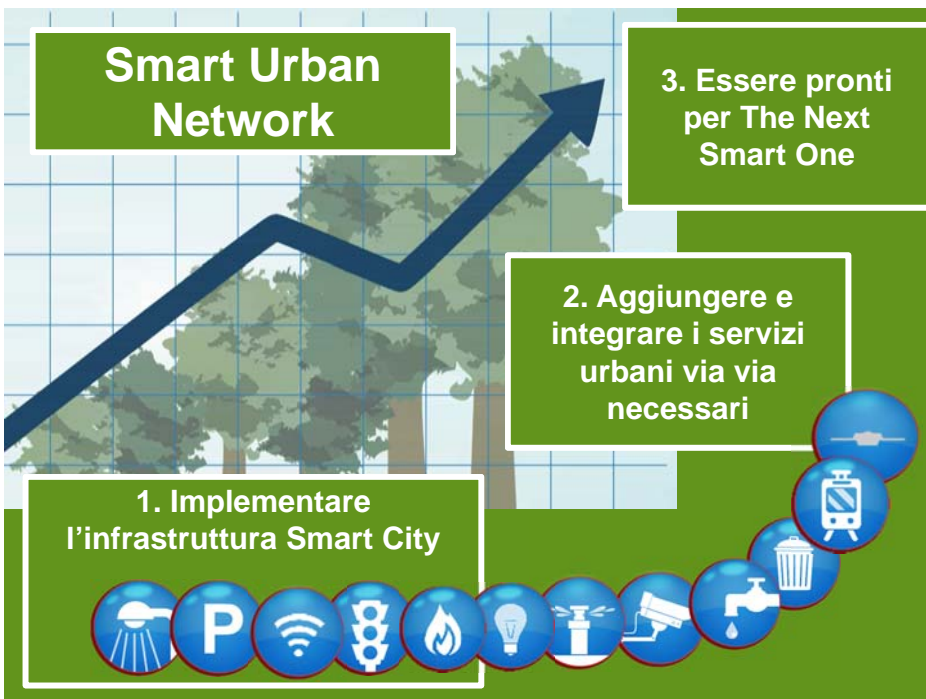 Smart Urban
Network
3. Essere pronti
per The Next
Smart One
2. Aggiungere e
integrare i servizi
urbani via via
necessari
1. Implementare
l’infrastruttura Smart City
P